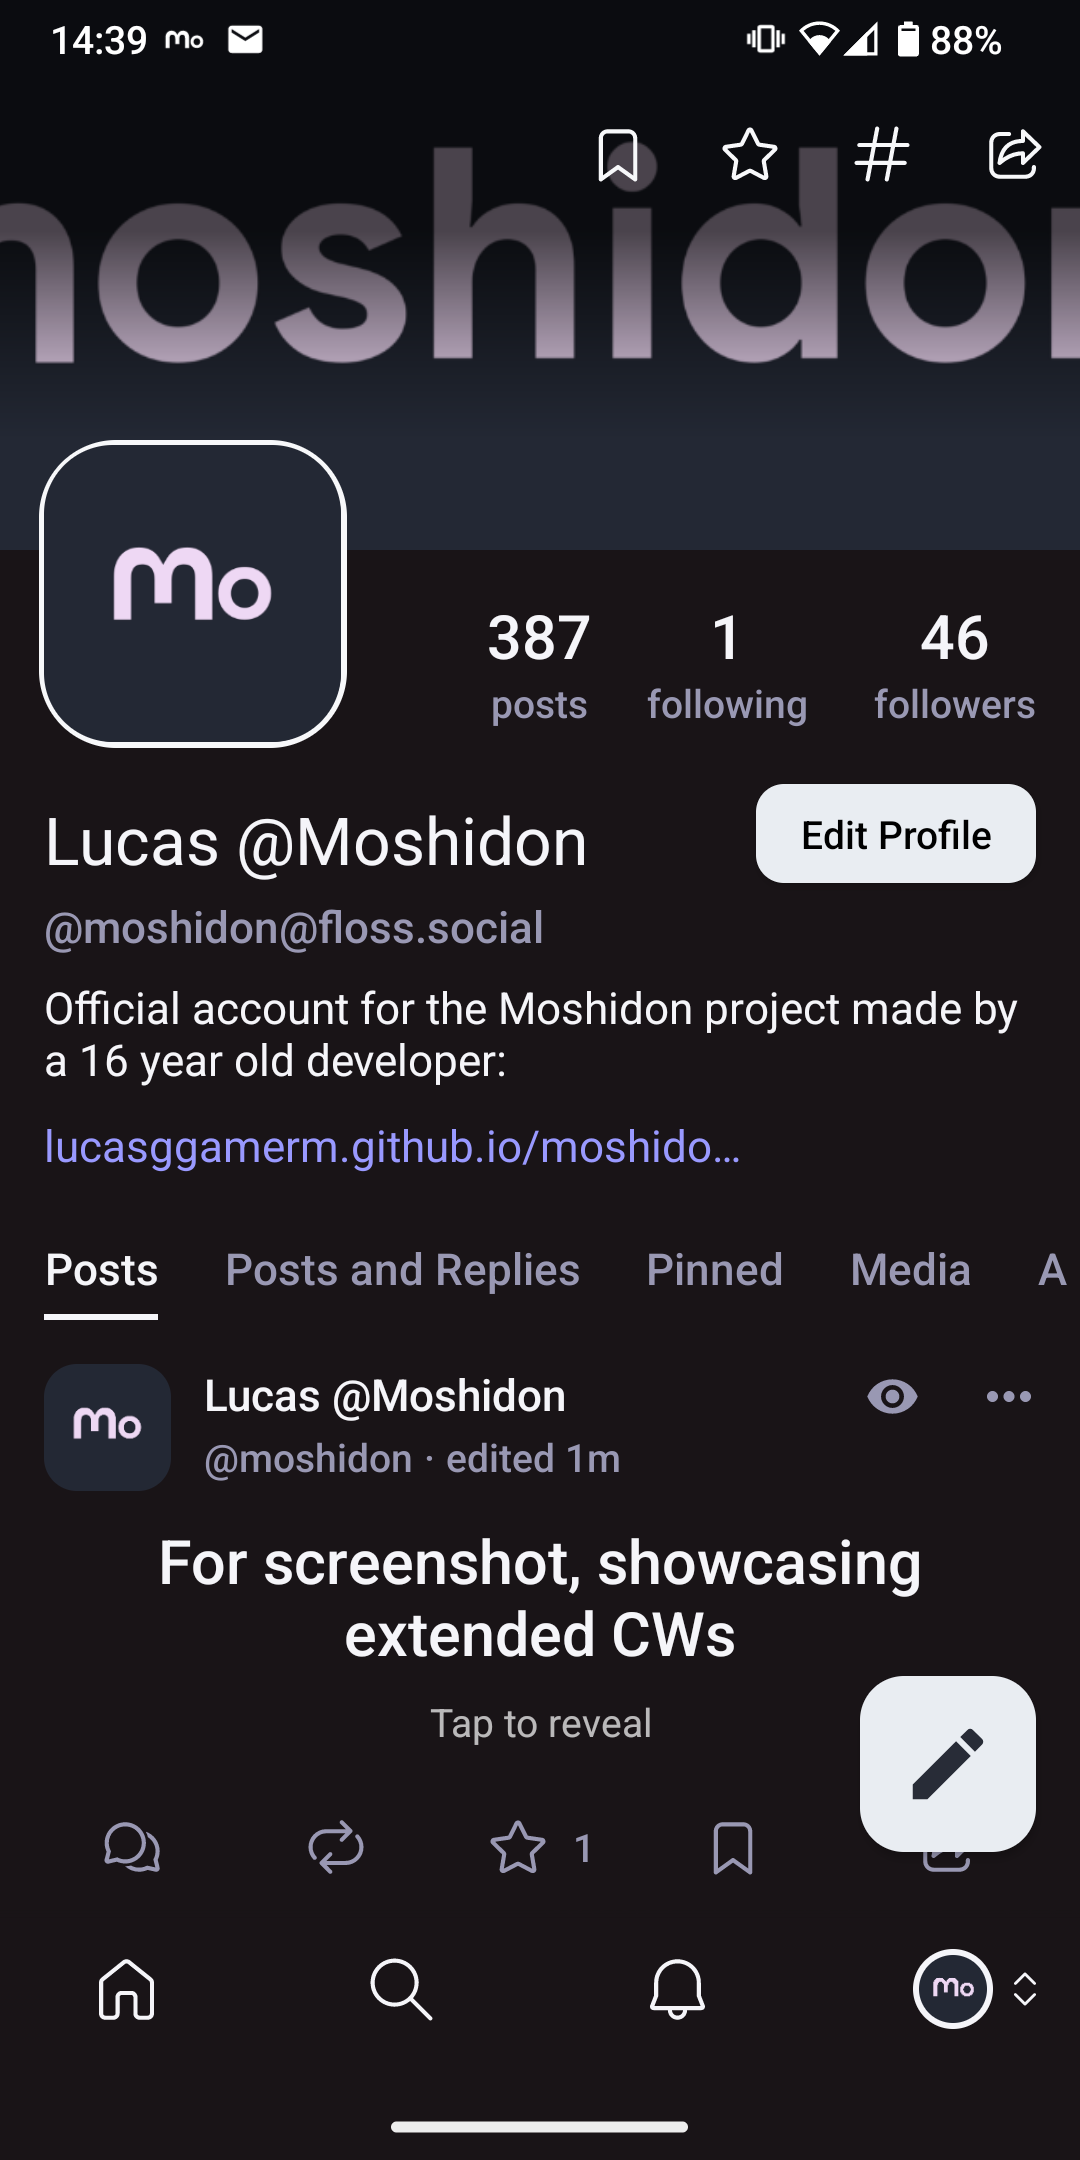 14:39 mo 88%
moshidon
mo
387 1 46
posts following followers
Lucas @Moshidon
Edit Profile
@moshidon@floss.social
Official account for the Moshidon project made by
a 16 year old developer:
lucasggamerm.github.io/moshido...
Posts Posts and Replies Pinned Media A
mo
Lucas @Moshidon
@moshidon · edited 1m
For screenshot, showcasing
extended CWs
Tap to reveal
1
mo